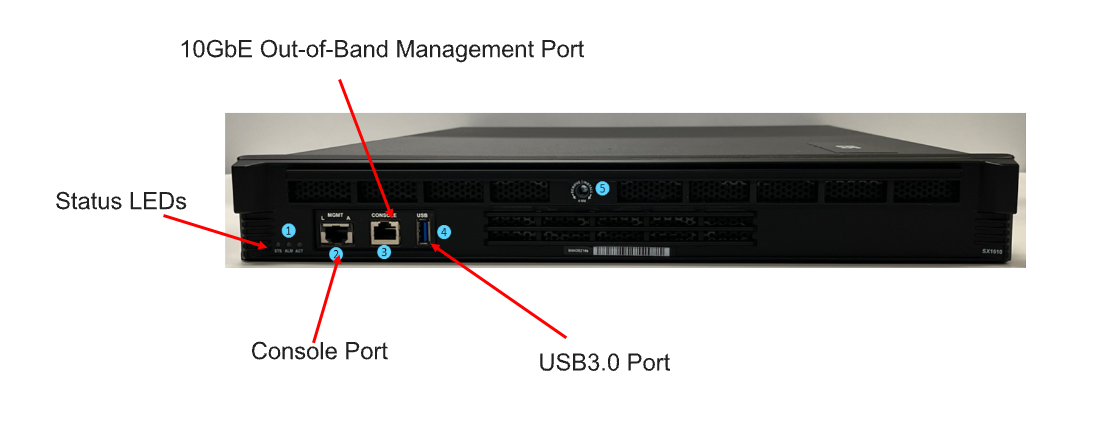 10GbE Out-of-Band Management Port
Status LEDs
5
L MGMT A
CONSOLE
USB
1
4
STS ALM ACT
2
3
SX1010
Console Port
USB3.0 Port